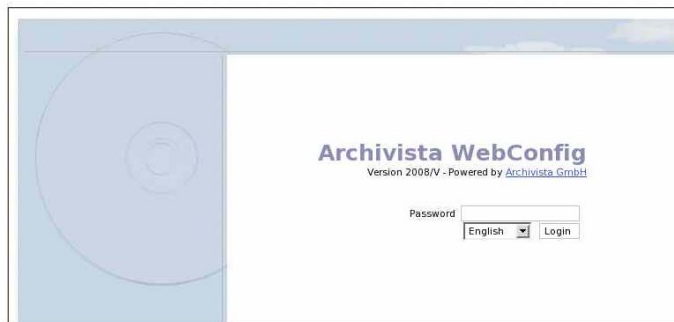 Archivista WebConfig
Version 2008/V - Powered by Archivista GmbH
Password
English Login